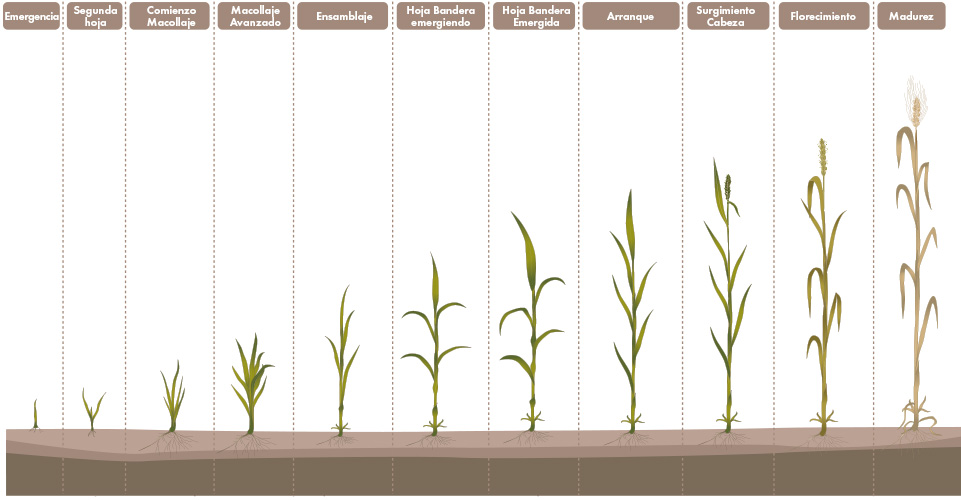 Emergencia
Segunda
hoja
Comienzo
Macollaje
Macollaje
Avanzado
Ensamblaje
Hoja Bandera
emergiendo
Hoja Bandera
Emergida
Arranque
Surgimiento
Cabeza
Florecimiento
Madurez